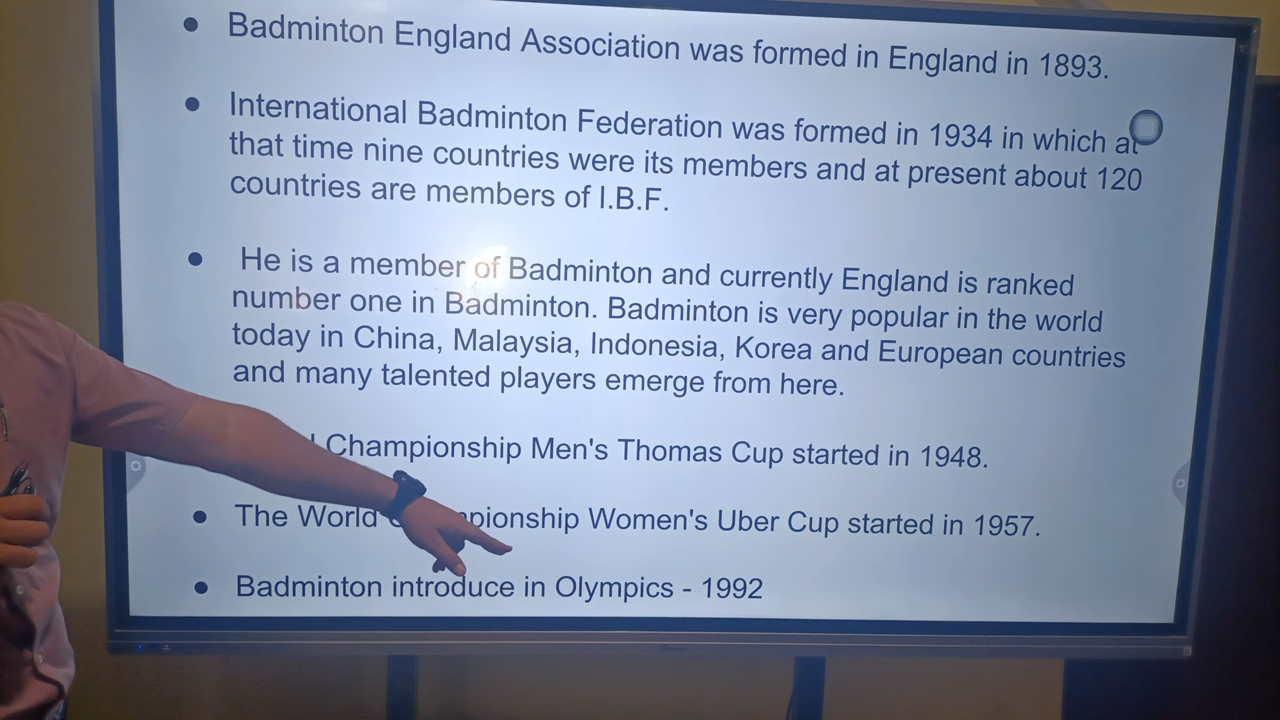 Badminton England Association was formed in England in 1893.
International Badminton Federation was formed in 1934 in which at
that time nine countries were its members and at present about 120
countries are members of I.B.F.
He is a member of Badminton and currently England is ranked
number one in Badminton. Badminton is very popular in the world
today in China, Malaysia, Indonesia, Korea and European countries
and many talented players emerge from here.
Championship Men's Thomas Cup started in 1948.
The World Women's Uber Cup started in 1957.
Badminton introduce in Olympics - 1992